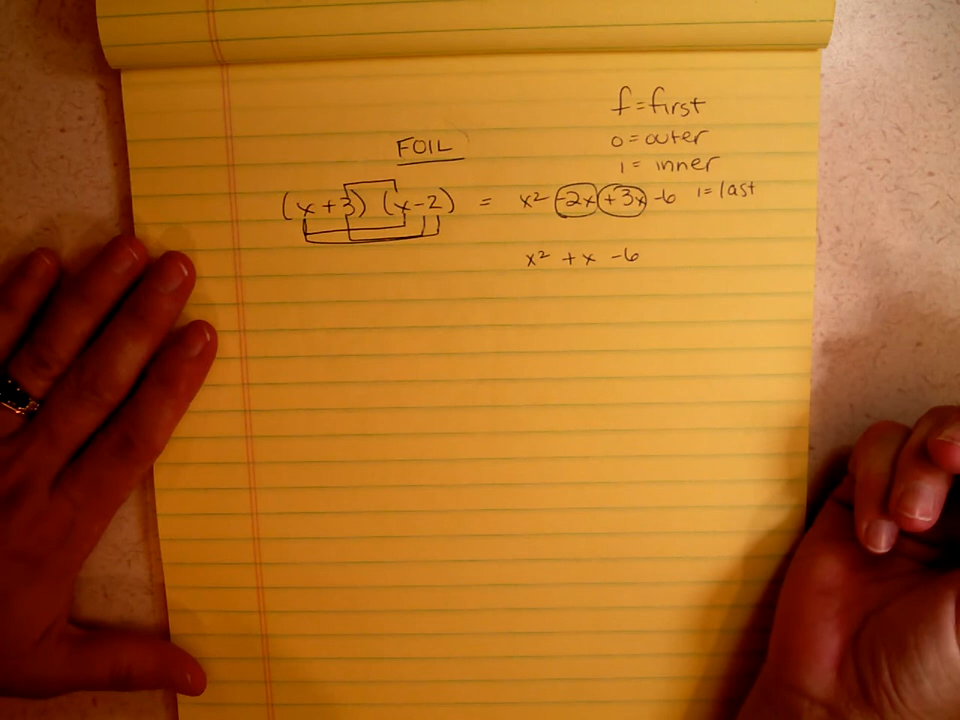 f = first
o = outer
FOIL
i = inner
(x+3) (x-2) = x² -2x +3x -6
l = last
x² + x - 6